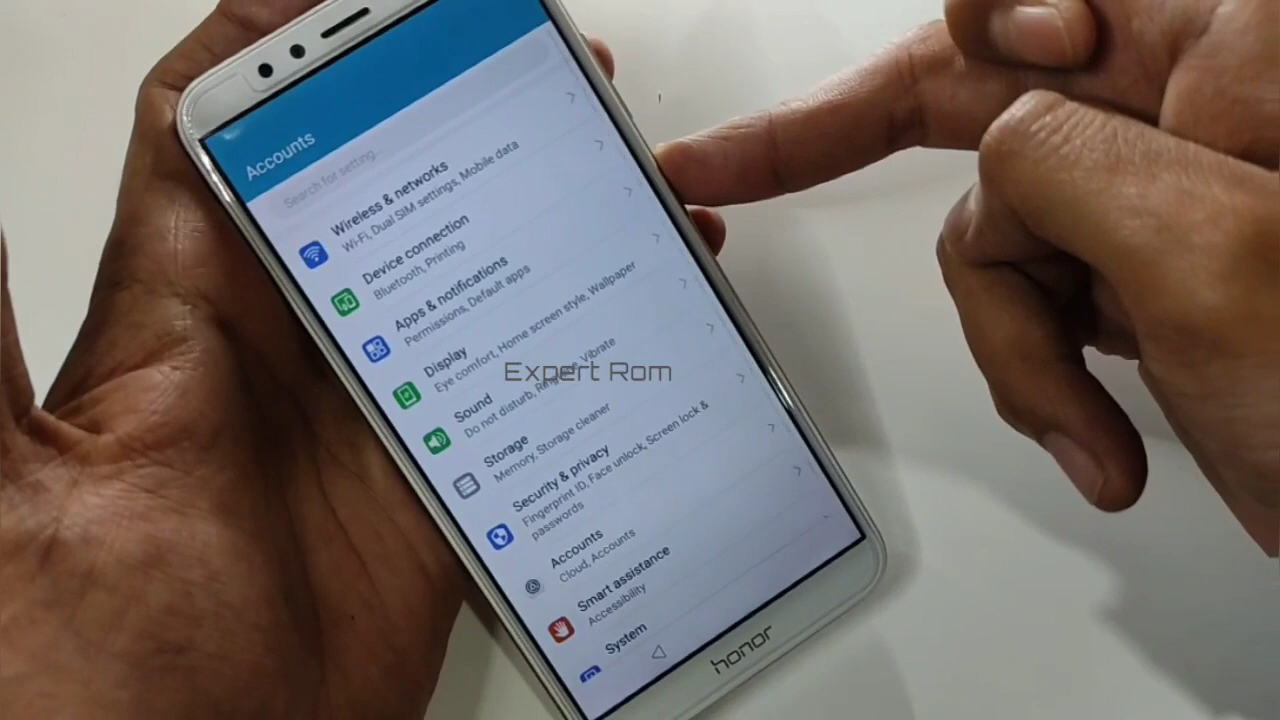 Accounts
Search for setting...
Wireless & networks
Wi-Fi, Dual SIM settings, Mobile data
Device connection
Bluetooth, Printing
Apps & notifications
Permissions, Default apps
Display
Eye comfort, Home screen style, Wallpaper
Sound
Do not disturb, Vibrate
Expert Rom
Storage
Memory, Storage cleaner
Security & privacy
Fingerprint ID, Face unlock, Screen lock &
passwords
Accounts
Cloud, Accounts
Smart assistance
Accessibility
System
honor